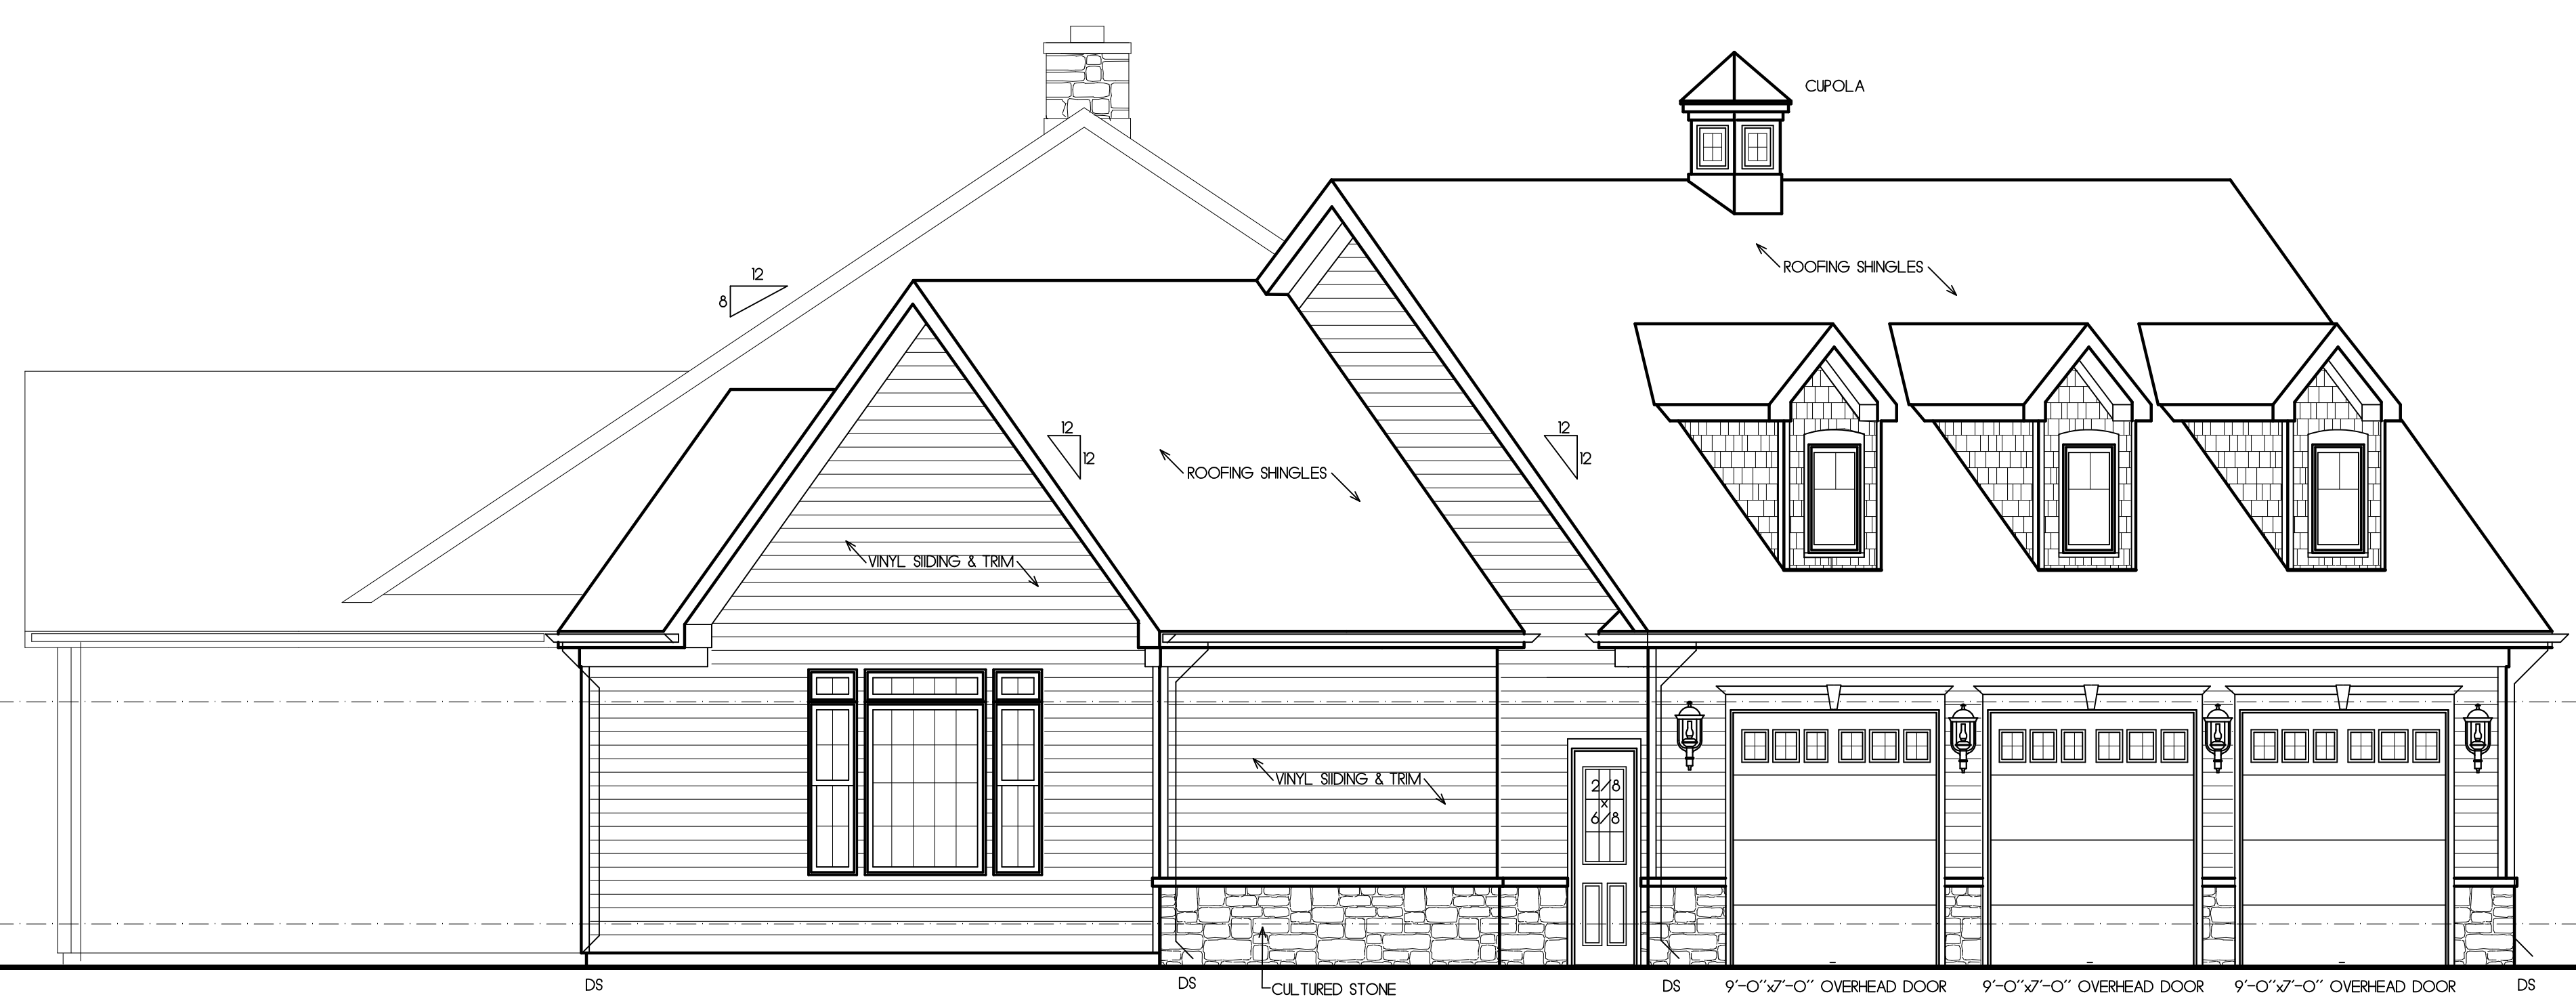 CUPOLA
ROOFING SHINGLES
12
8
12
12
12
12
ROOFING SHINGLES
VINYL SIIDING & TRIM
VINYL SIIDING & TRIM
2/8
x
6/8
DS
DS
CULTURED STONE
DS
9'-0"x7'-0" OVERHEAD DOOR
9'-0"x7'-0" OVERHEAD DOOR
9'-0"x7'-0" OVERHEAD DOOR
DS